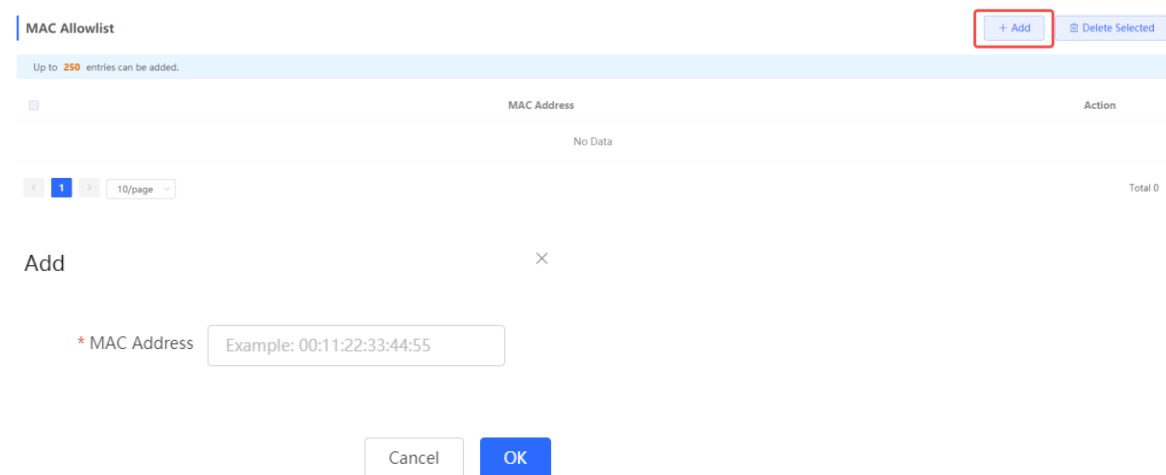 MAC Allowlist
+ Add
Delete Selected
Up to 250 entries can be added.
MAC Address Action
No Data
< 1 > 10/page
Total 0
Add
* MAC Address Example: 00:11:22:33:44:55
Cancel OK